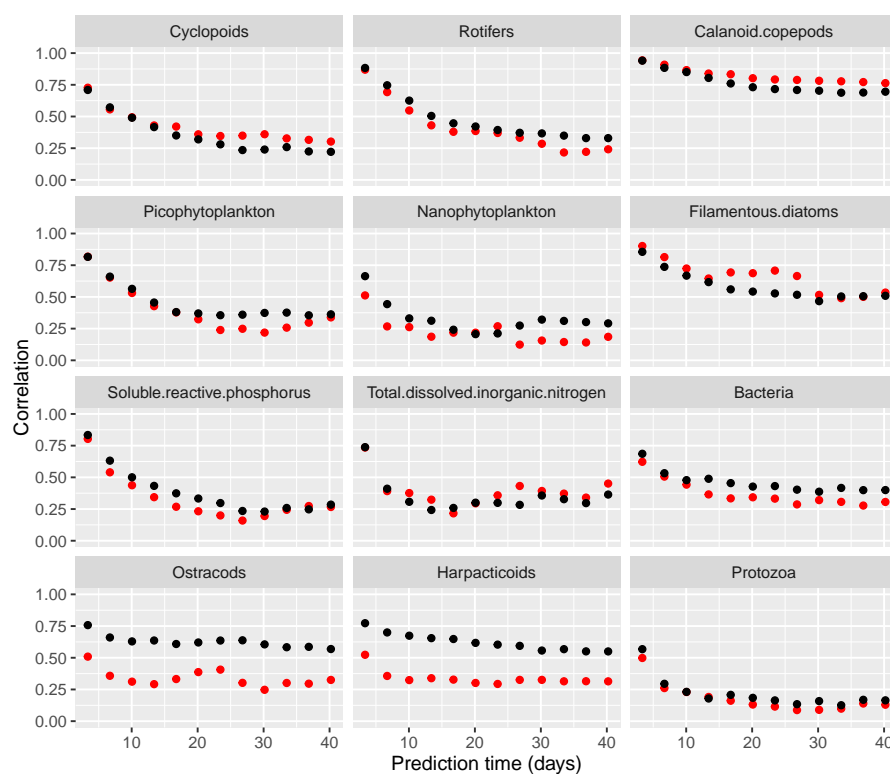 Cyclopoids Rotifers Calanoid.copepods
1.00
0.75
0.50
0.25
0.00
Picophytoplankton Nanophytoplankton Filamentous.diatoms
1.00
0.75
0.50
0.25
0.00
Soluble.reactive.phosphorus Total.dissolved.inorganic.nitrogen Bacteria
1.00
0.75
0.50
0.25
0.00
Ostracods Harpacticoids Protozoa
1.00
0.75
0.50
0.25
0.00
10 20 30 40 10 20 30 40 10 20 30 40
Prediction time (days)
Correlation